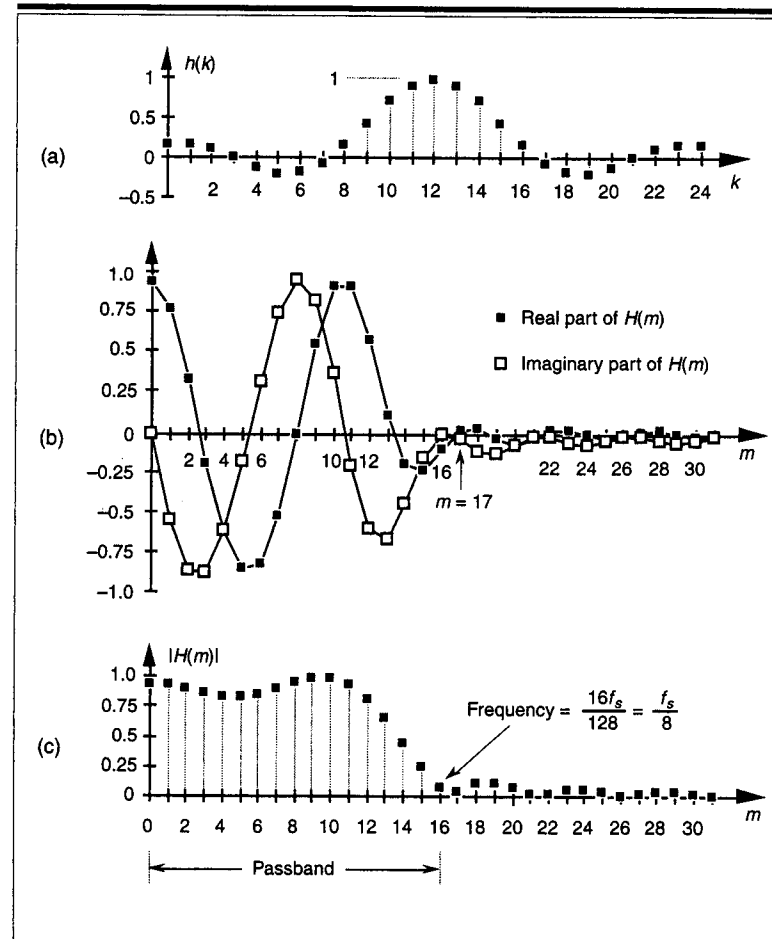 h(k)
1
1
0.5
0
−0.5
(a)
2 4 6 8 10 12 14 16 18 20 22 24
k
1.0
0.75
0.5
0.25
0
−0.25
−0.5
−0.75
−1.0
(b)
Real part of H(m)
Imaginary part of H(m)
2 4 6 10 12 16 22 24 26 28 30
m
m = 17
|H(m)|
1.0
0.75
0.5
0.25
0
(c)
Frequency = 16fs/128 = fs/8
0 2 4 6 8 10 12 14 16 18 20 22 24 26 28 30
m
Passband